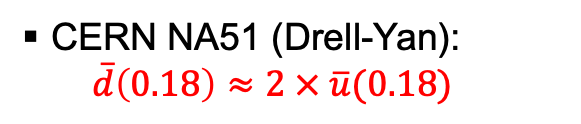 ▪ CERN NA51 (Drell-Yan):
d̄(0.18) ≈ 2 × ū(0.18)